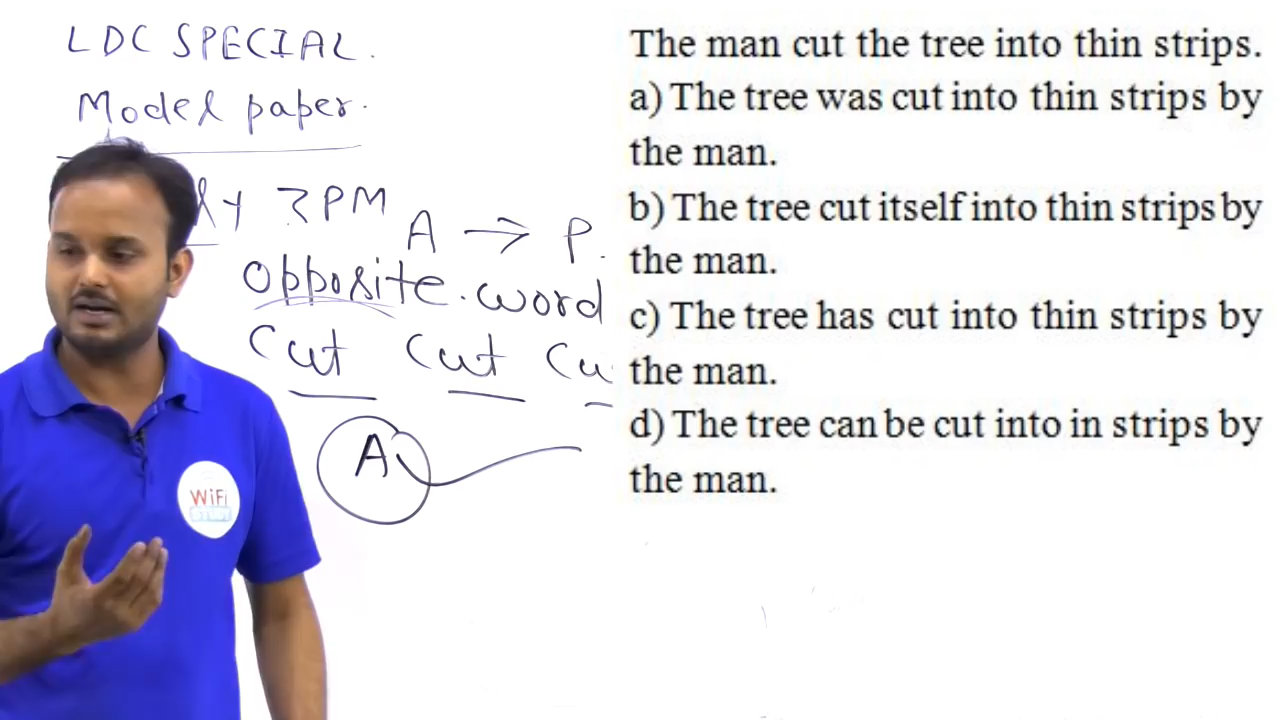 LDC SPECIAL.
Model paper.
3 PM
A → P.
opposite. word
Cut Cut Cu
A
WiFi
STUDY
The man cut the tree into thin strips.
a) The tree was cut into thin strips by
the man.
b) The tree cut itself into thin strips by
the man.
c) The tree has cut into thin strips by
the man.
d) The tree can be cut into in strips by
the man.